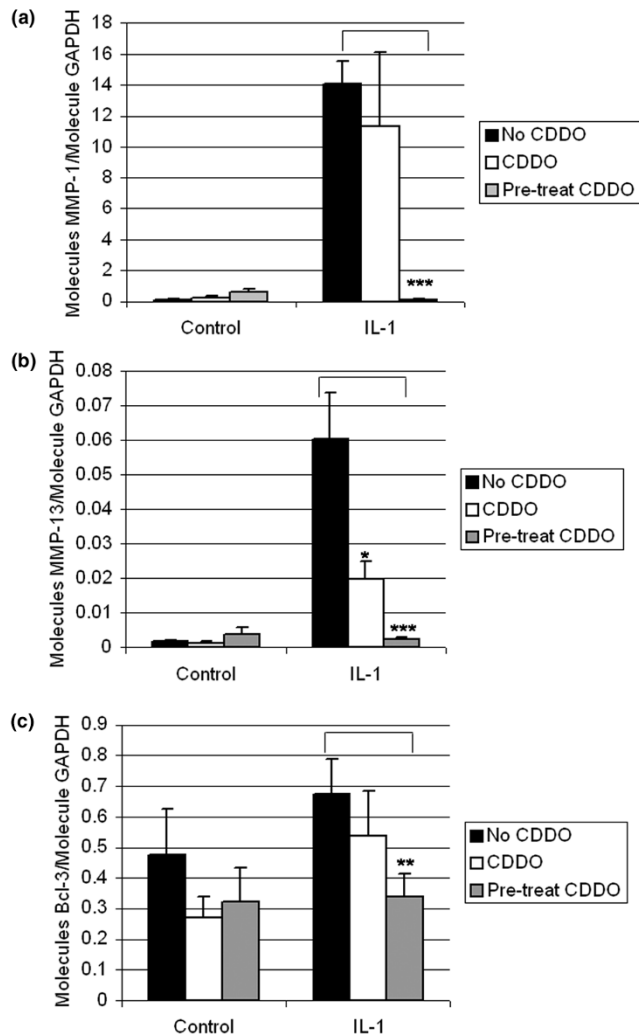 (a)
Molecules MMP-1/Molecule GAPDH
18
16
14
12
10
8
6
4
2
0
***
Control
IL-1
No CDDO
CDDO
Pre-treat CDDO
(b)
Molecules MMP-13/Molecule GAPDH
0.08
0.07
0.06
0.05
0.04
0.03
0.02
0.01
0
*
***
Control
IL-1
No CDDO
CDDO
Pre-treat CDDO
(c)
Molecules Bcl-3/Molecule GAPDH
0.9
0.8
0.7
0.6
0.5
0.4
0.3
0.2
0.1
0
**
Control
IL-1
No CDDO
CDDO
Pre-treat CDDO